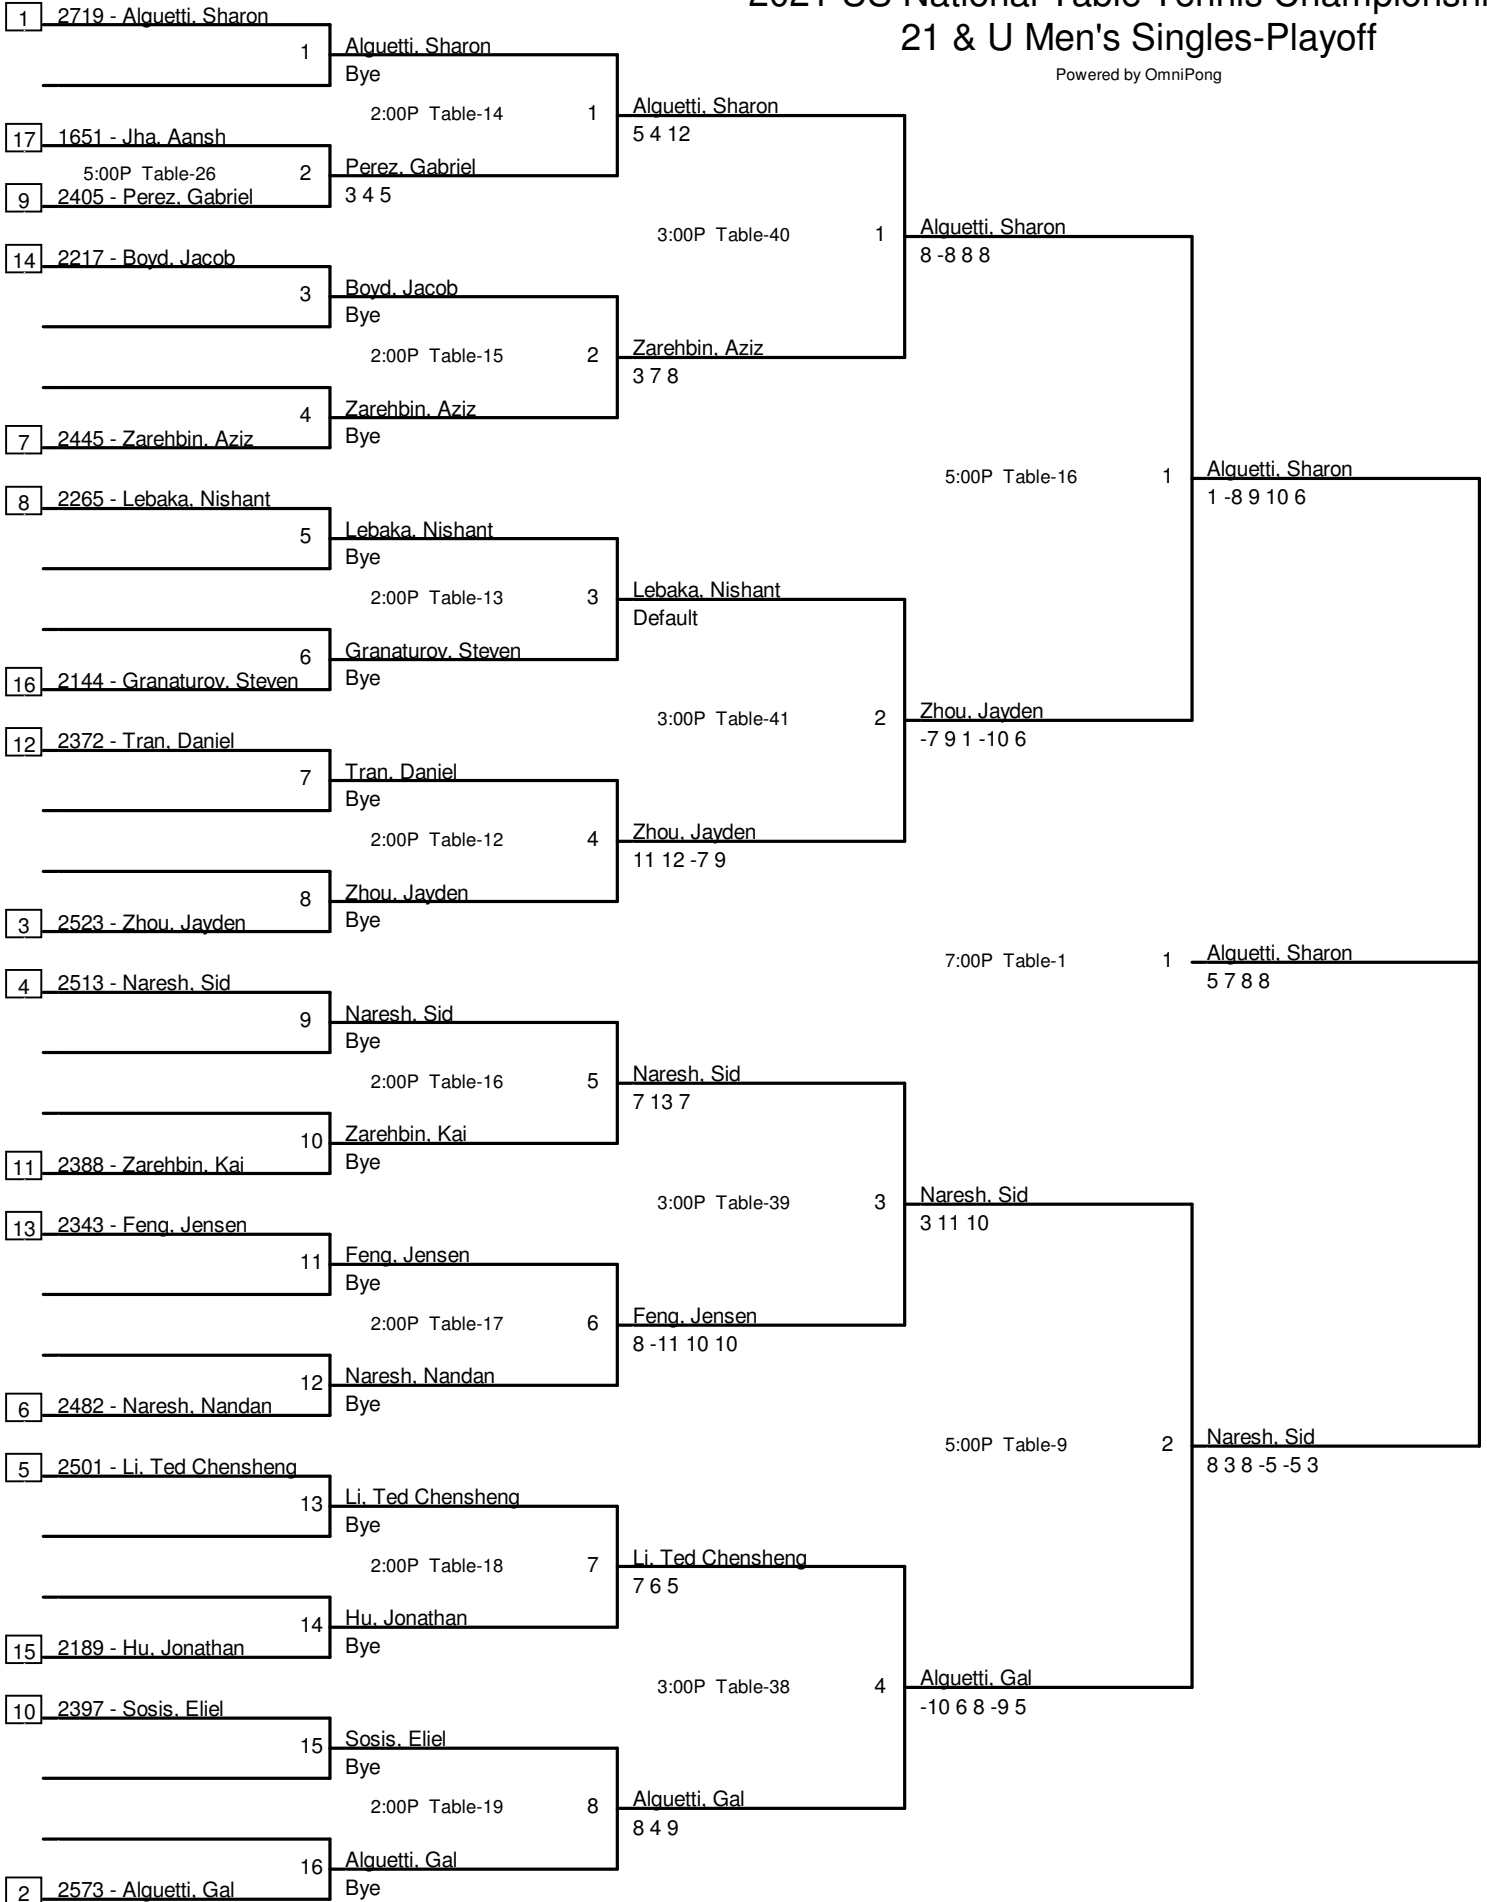 2021 US National Table Tennis Championshi
21 & U Men's Singles-Playoff
Powered by OmniPong
1 2719 - Alguetti, Sharon
1 Alguetti, Sharon
Bye
2:00P Table-14 1 Alguetti, Sharon
5 4 12
17 1651 - Jha, Aansh
5:00P Table-26 2 Perez, Gabriel
3 4 5
9 2405 - Perez, Gabriel
3:00P Table-40 1 Alguetti, Sharon
8 -8 8 8
14 2217 - Boyd, Jacob
3 Boyd, Jacob
Bye
2:00P Table-15 2 Zarehbin, Aziz
3 7 8
4 Zarehbin, Aziz
Bye
7 2445 - Zarehbin, Aziz
5:00P Table-16 1 Alguetti, Sharon
1 -8 9 10 6
8 2265 - Lebaka, Nishant
5 Lebaka, Nishant
Bye
2:00P Table-13 3 Lebaka, Nishant
Default
6 Granaturov, Steven
Bye
16 2144 - Granaturov, Steven
3:00P Table-41 2 Zhou, Jayden
-7 9 1 -10 6
12 2372 - Tran, Daniel
7 Tran, Daniel
Bye
2:00P Table-12 4 Zhou, Jayden
11 12 -7 9
8 Zhou, Jayden
Bye
3 2523 - Zhou, Jayden
7:00P Table-1 1 Alguetti, Sharon
5 7 8 8
4 2513 - Naresh, Sid
9 Naresh, Sid
Bye
2:00P Table-16 5 Naresh, Sid
7 13 7
10 Zarehbin, Kai
Bye
11 2388 - Zarehbin, Kai
3:00P Table-39 3 Naresh, Sid
3 11 10
13 2343 - Feng, Jensen
11 Feng, Jensen
Bye
2:00P Table-17 6 Feng, Jensen
8 -11 10 10
12 Naresh, Nandan
Bye
6 2482 - Naresh, Nandan
5:00P Table-9 2 Naresh, Sid
8 3 8 -5 -5 3
5 2501 - Li, Ted Chensheng
13 Li, Ted Chensheng
Bye
2:00P Table-18 7 Li, Ted Chensheng
7 6 5
14 Hu, Jonathan
Bye
15 2189 - Hu, Jonathan
3:00P Table-38 4 Alguetti, Gal
-10 6 8 -9 5
10 2397 - Sosis, Eliel
15 Sosis, Eliel
Bye
2:00P Table-19 8 Alguetti, Gal
8 4 9
16 Alguetti, Gal
Bye
2 2573 - Alguetti, Gal